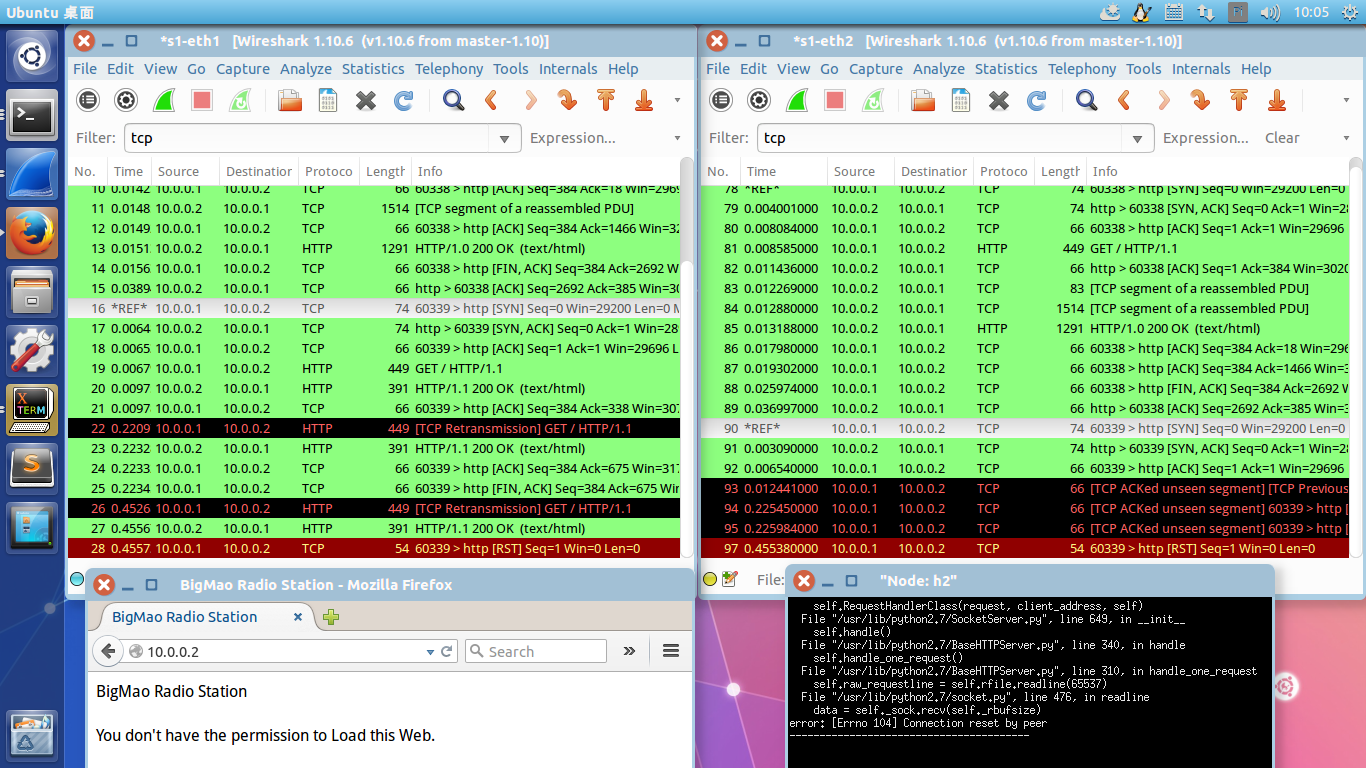 Ubuntu 桌面
Fi
10:05
*s1-eth1 [Wireshark 1.10.6 (v1.10.6 from master-1.10)]
File Edit View Go Capture Analyze Statistics Telephony Tools Internals Help
Filter: tcp Expression...
No. Time Source Destination Protoco Length Info
10 0.0142 10.0.0.1 10.0.0.2 TCP 66 60338 > http [ACK] Seq=384 Ack=18 Win=296
11 0.0148 10.0.0.2 10.0.0.1 TCP 1514 [TCP segment of a reassembled PDU]
12 0.0149 10.0.0.1 10.0.0.2 TCP 66 60338 > http [ACK] Seq=384 Ack=1466 Win=32
13 0.0151 10.0.0.2 10.0.0.1 HTTP 1291 HTTP/1.0 200 OK (text/html)
14 0.0156 10.0.0.1 10.0.0.2 TCP 66 60338 > http [FIN, ACK] Seq=384 Ack=2692 W
15 0.0389 10.0.0.2 10.0.0.1 TCP 66 http > 60338 [ACK] Seq=2692 Ack=385 Win=30
16 *REF* 10.0.0.1 10.0.0.2 TCP 74 60339 > http [SYN] Seq=0 Win=29200 Len=0 M
17 0.0064 10.0.0.2 10.0.0.1 TCP 74 http > 60339 [SYN, ACK] Seq=0 Ack=1 Win=28
18 0.0065 10.0.0.1 10.0.0.2 TCP 66 60339 > http [ACK] Seq=1 Ack=1 Win=29696 L
19 0.0067 10.0.0.1 10.0.0.2 HTTP 449 GET / HTTP/1.1
20 0.0097 10.0.0.2 10.0.0.1 HTTP 391 HTTP/1.1 200 OK (text/html)
21 0.0097 10.0.0.1 10.0.0.2 TCP 66 60339 > http [ACK] Seq=384 Ack=338 Win=307
22 0.2209 10.0.0.1 10.0.0.2 HTTP 449 [TCP Retransmission] GET / HTTP/1.1
23 0.2232 10.0.0.2 10.0.0.1 HTTP 391 HTTP/1.1 200 OK (text/html)
24 0.2233 10.0.0.1 10.0.0.2 TCP 66 60339 > http [ACK] Seq=384 Ack=675 Win=317
25 0.2234 10.0.0.1 10.0.0.2 TCP 66 60339 > http [FIN, ACK] Seq=384 Ack=675 Win
26 0.4526 10.0.0.1 10.0.0.2 HTTP 449 [TCP Retransmission] GET / HTTP/1.1
27 0.4556 10.0.0.2 10.0.0.1 HTTP 391 HTTP/1.1 200 OK (text/html)
28 0.4557 10.0.0.1 10.0.0.2 TCP 54 60339 > http [RST] Seq=1 Win=0 Len=0
*s1-eth2 [Wireshark 1.10.6 (v1.10.6 from master-1.10)]
File Edit View Go Capture Analyze Statistics Telephony Tools Internals Help
Filter: tcp Expression... Clear
No. Time Source Destination Protoco Length Info
78 *REF* 10.0.0.1 10.0.0.2 TCP 74 60338 > http [SYN] Seq=0 Win=29200 Len=0
79 0.004001000 10.0.0.2 10.0.0.1 TCP 74 http > 60338 [SYN, ACK] Seq=0 Ack=1 Win=28
80 0.008084000 10.0.0.1 10.0.0.2 TCP 66 60338 > http [ACK] Seq=1 Ack=1 Win=29696
81 0.008585000 10.0.0.1 10.0.0.2 HTTP 449 GET / HTTP/1.1
82 0.011436000 10.0.0.2 10.0.0.1 TCP 66 http > 60338 [ACK] Seq=1 Ack=384 Win=3020
83 0.012269000 10.0.0.2 10.0.0.1 TCP 83 [TCP segment of a reassembled PDU]
84 0.012880000 10.0.0.2 10.0.0.1 TCP 1514 [TCP segment of a reassembled PDU]
85 0.013188000 10.0.0.2 10.0.0.1 HTTP 1291 HTTP/1.0 200 OK (text/html)
86 0.017980000 10.0.0.1 10.0.0.2 TCP 66 60338 > http [ACK] Seq=384 Ack=18 Win=296
87 0.019302000 10.0.0.1 10.0.0.2 TCP 66 60338 > http [ACK] Seq=384 Ack=1466 Win=3
88 0.025974000 10.0.0.1 10.0.0.2 TCP 66 60338 > http [FIN, ACK] Seq=384 Ack=2692 W
89 0.036997000 10.0.0.2 10.0.0.1 TCP 66 http > 60338 [ACK] Seq=2692 Ack=385 Win=3
90 *REF* 10.0.0.1 10.0.0.2 TCP 74 60339 > http [SYN] Seq=0 Win=29200 Len=0
91 0.003090000 10.0.0.2 10.0.0.1 TCP 74 http > 60339 [SYN, ACK] Seq=0 Ack=1 Win=28
92 0.006540000 10.0.0.1 10.0.0.2 TCP 66 60339 > http [ACK] Seq=1 Ack=1 Win=29696
93 0.012441000 10.0.0.1 10.0.0.2 TCP 66 [TCP ACKed unseen segment] [TCP Previous
94 0.225450000 10.0.0.1 10.0.0.2 TCP 66 [TCP ACKed unseen segment] 60339 > http [
95 0.225984000 10.0.0.1 10.0.0.2 TCP 66 [TCP ACKed unseen segment] 60339 > http [
97 0.455380000 10.0.0.1 10.0.0.2 TCP 54 60339 > http [RST] Seq=1 Win=0 Len=0
File:
BigMao Radio Station - Mozilla Firefox
BigMao Radio Station
10.0.0.2 Search
BigMao Radio Station
You don't have the permission to Load this Web.
"Node: h2"
self.RequestHandlerClass(request, client_address, self)
File "/usr/lib/python2.7/SocketServer.py", line 649, in __init__
self.handle()
File "/usr/lib/python2.7/BaseHTTPServer.py", line 340, in handle
self.handle_one_request()
File "/usr/lib/python2.7/BaseHTTPServer.py", line 310, in handle_one_request
self.raw_requestline = self.rfile.readline(65537)
File "/usr/lib/python2.7/socket.py", line 476, in readline
data = self._sock.recv(self._rbufsize)
error: [Errno 104] Connection reset by peer
----------------------------------------
X
TERM
S